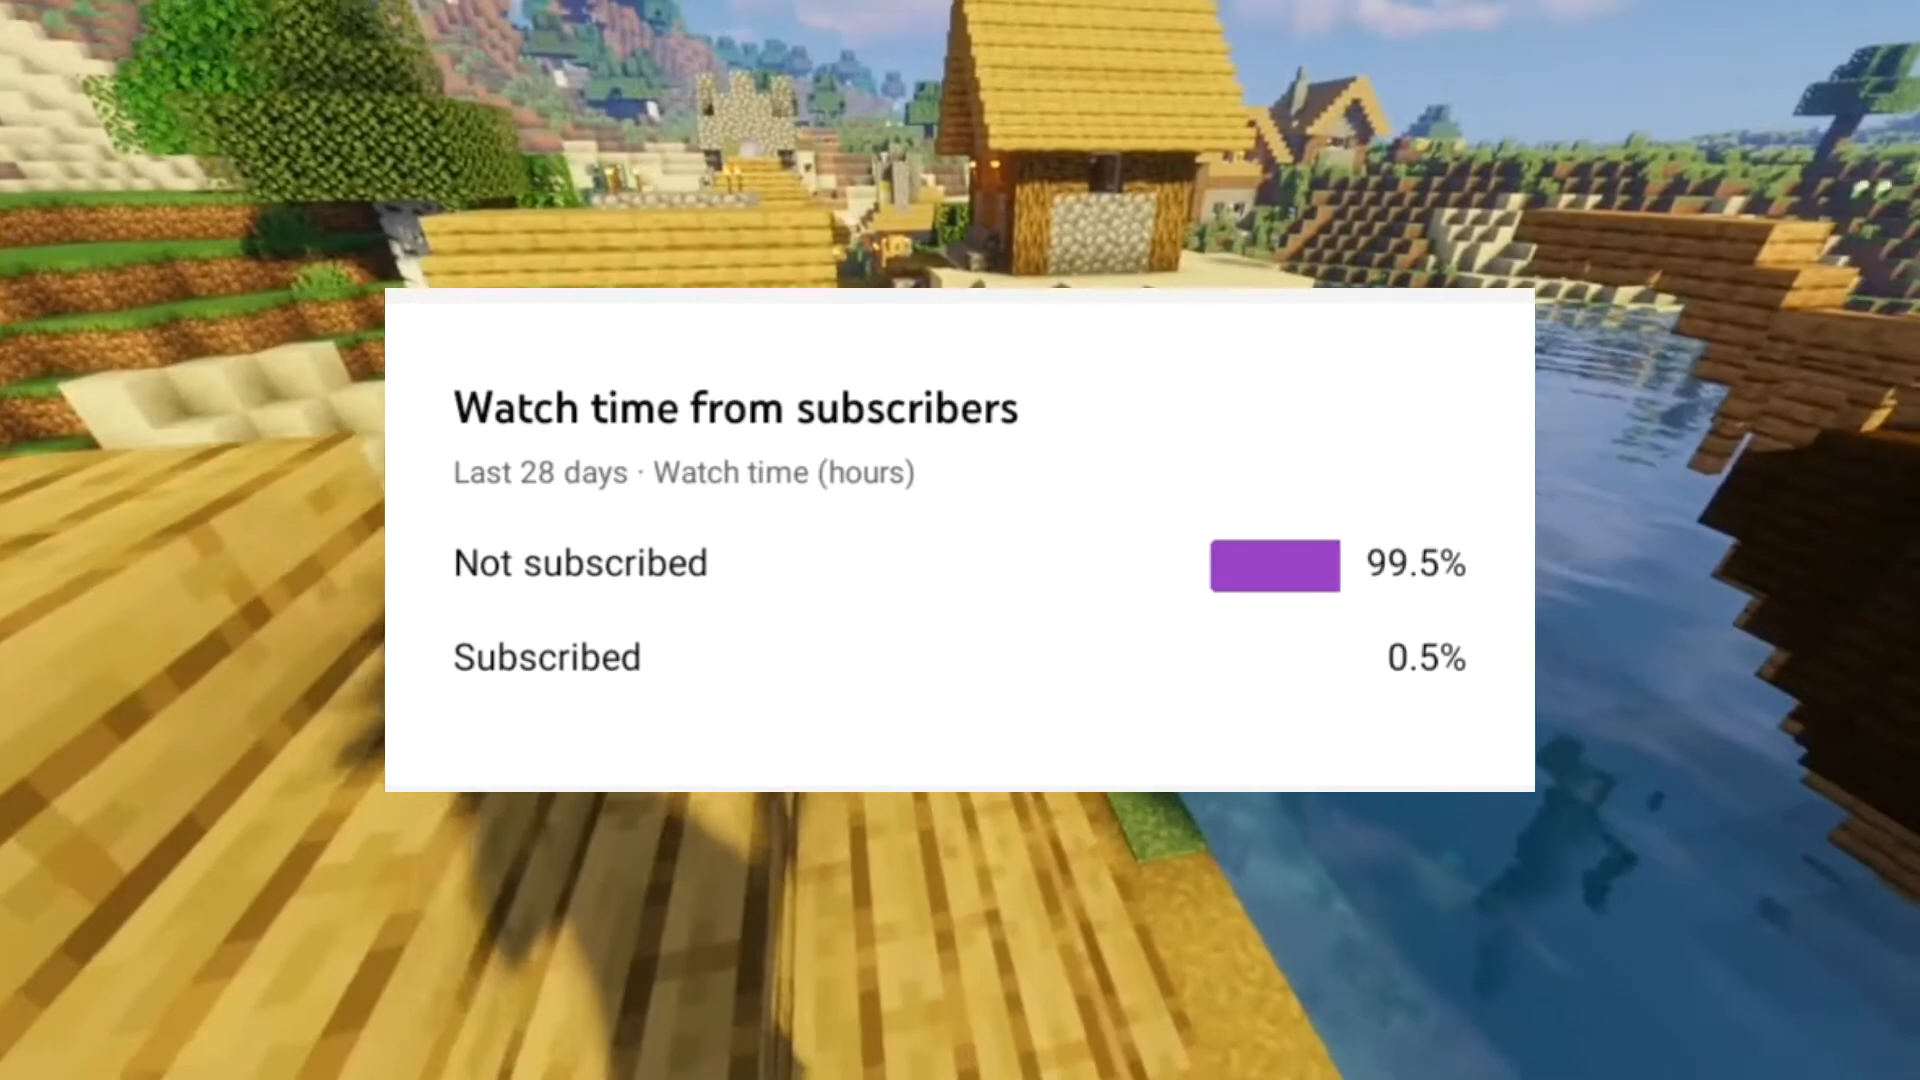 Watch time from subscribers
Last 28 days · Watch time (hours)
Not subscribed 99.5%
Subscribed 0.5%